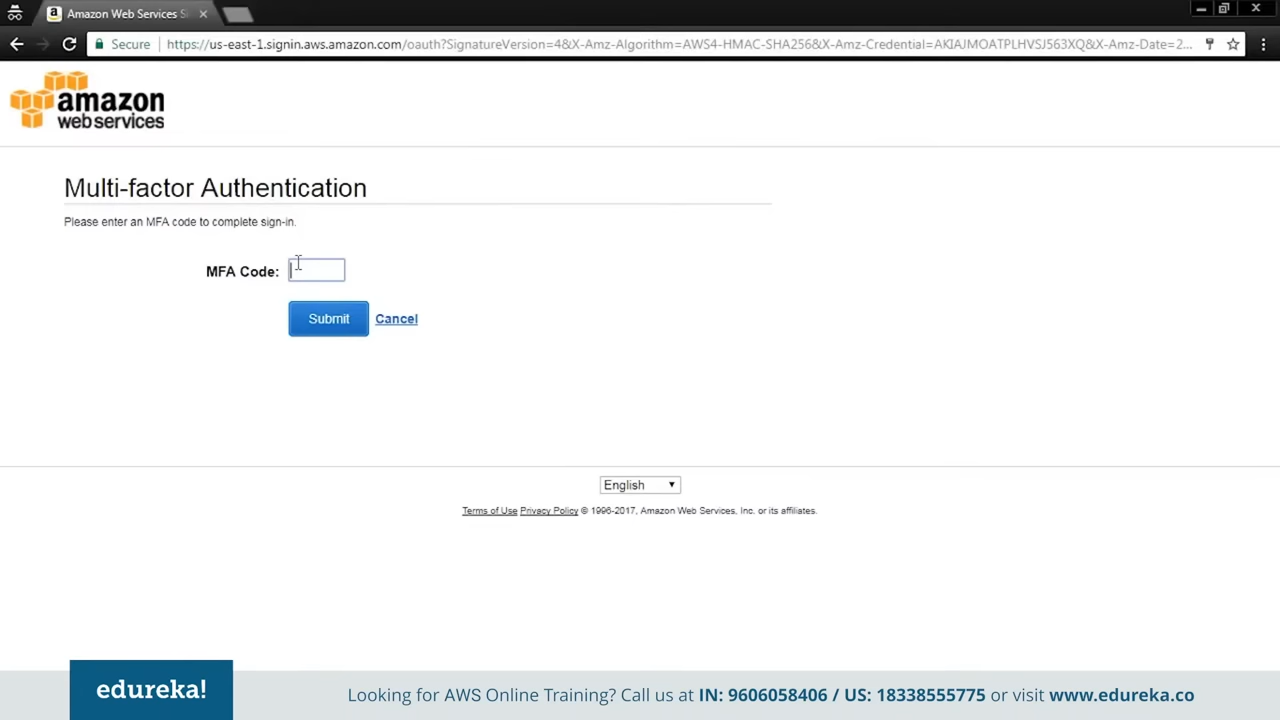 Amazon Web Services S
Secure https://us-east-1.signin.aws.amazon.com/oauth?SignatureVersion=4&X-Amz-Algorithm=AWS4-HMAC-SHA256&X-Amz-Credential=AKIAJMOATPLHVSJ563XQ&X-Amz-Date=2...
amazon
web services
Multi-factor Authentication
Please enter an MFA code to complete sign-in.
MFA Code:
Submit Cancel
English
Terms of Use Privacy Policy © 1996-2017, Amazon Web Services, Inc. or its affiliates.
edureka!
Looking for AWS Online Training? Call us at IN: 9606058406 / US: 18338555775 or visit www.edureka.co